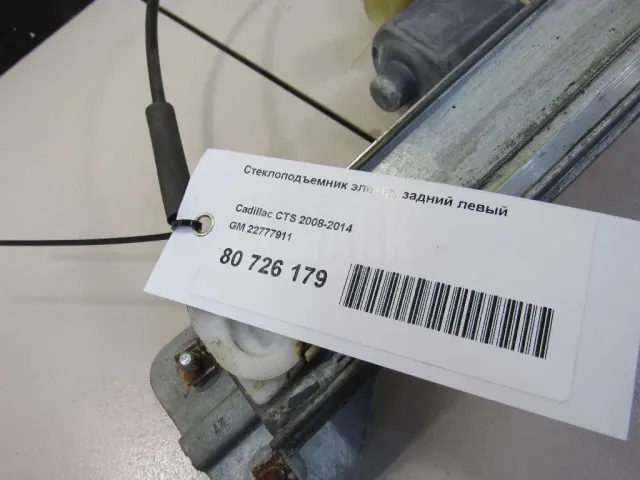 Стеклоподъемник задний левый
Cadillac CTS 2008-2014
GM 22777911
80 726 179